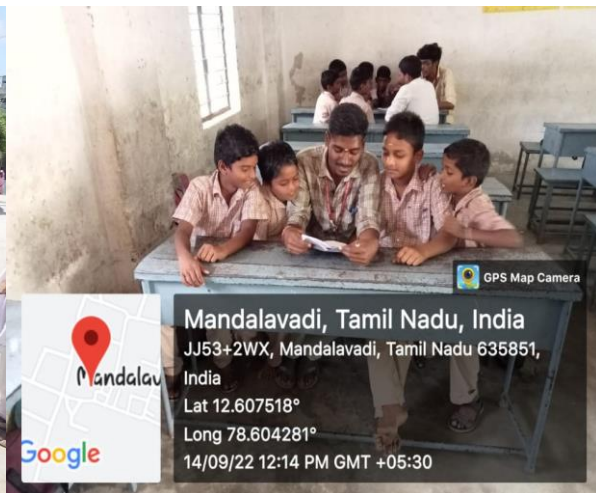 GPS Map Camera
Mandalavadi, Tamil Nadu, India
JJ53+2WX, Mandalavadi, Tamil Nadu 635851,
India
Lat 12.607518°
Long 78.604281°
14/09/22 12:14 PM GMT +05:30
Mandalav
Google